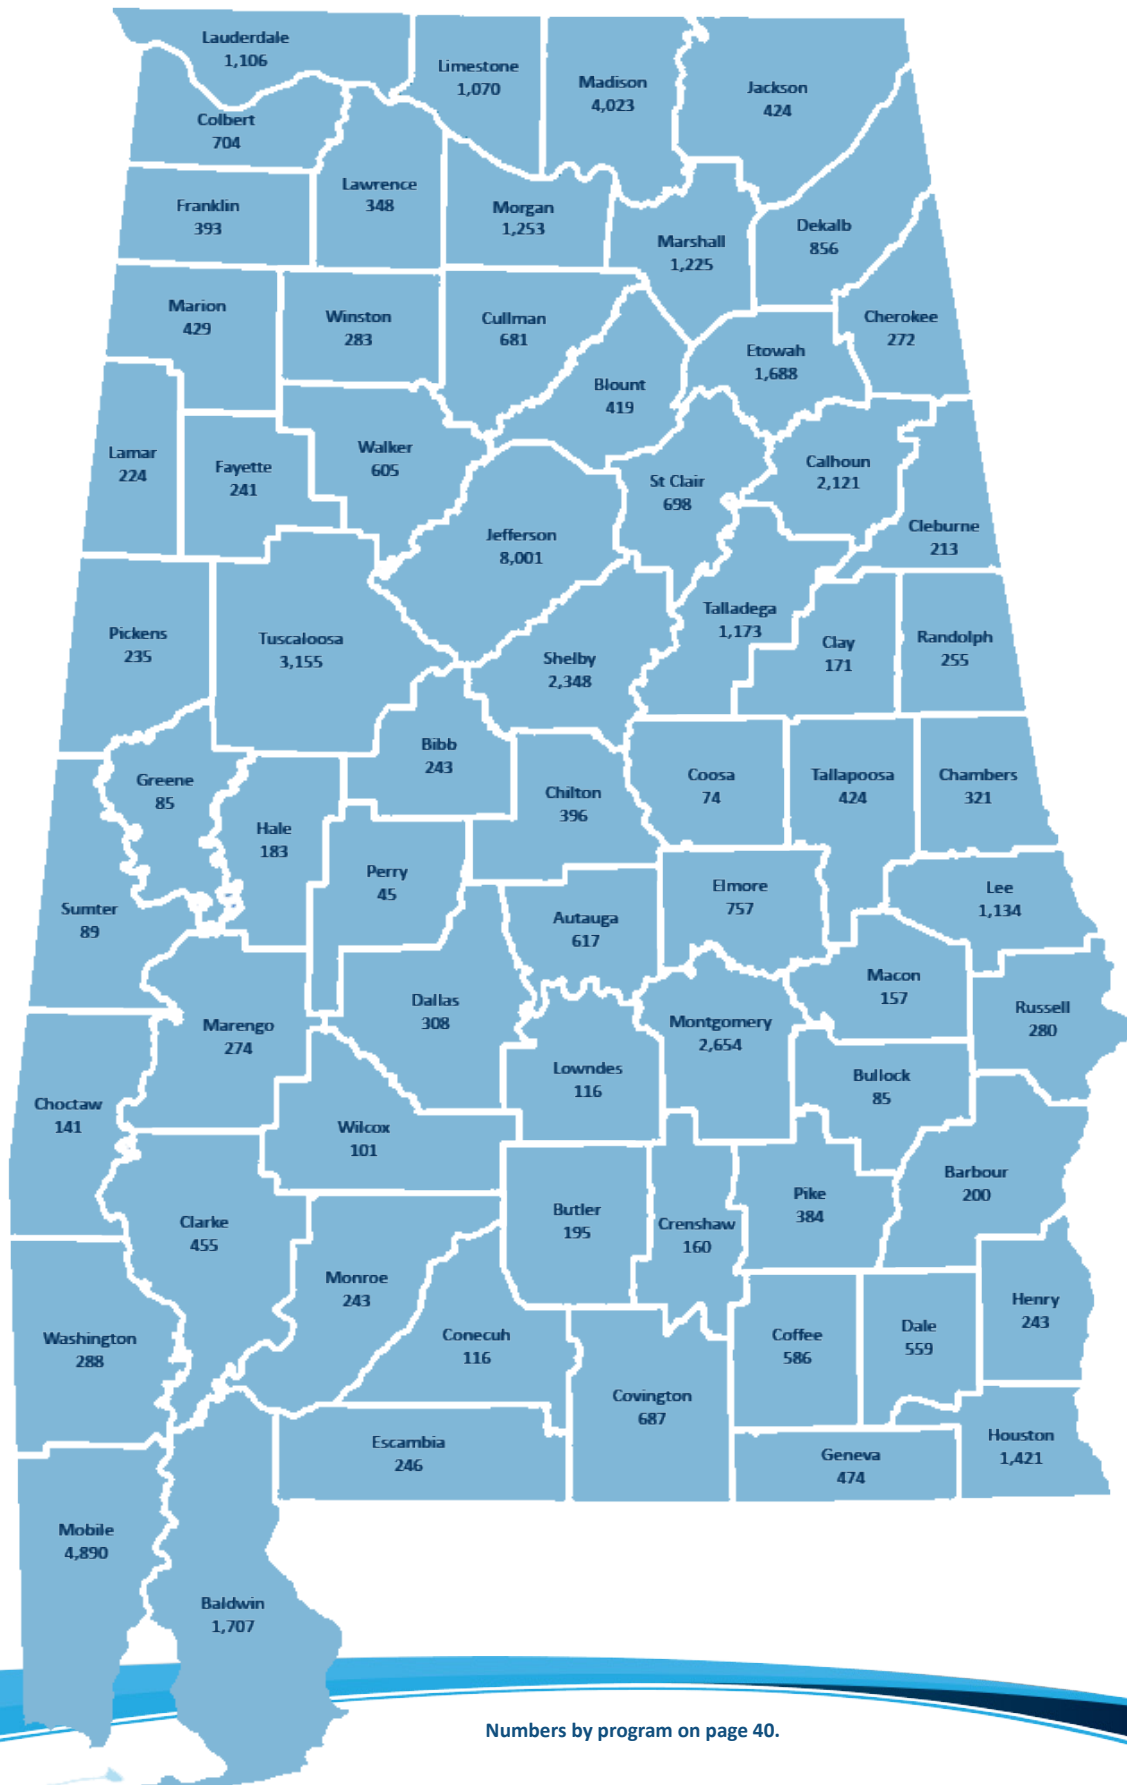 Lauderdale
1,106
Limestone
1,070
Madison
4,023
Jackson
424
Colbert
704
Lawrence
348
Franklin
393
Morgan
1,253
Marshall
1,225
Dekalb
856
Marion
429
Winston
283
Cullman
681
Cherokee
272
Etowah
1,688
Blount
419
Lamar
224
Fayette
241
Walker
605
St Clair
698
Calhoun
2,121
Jefferson
8,001
Cleburne
213
Pickens
235
Tuscaloosa
3,155
Shelby
2,348
Talladega
1,173
Clay
171
Randolph
255
Greene
85
Bibb
243
Chilton
396
Coosa
74
Tallapoosa
424
Chambers
321
Hale
183
Perry
45
Sumter
89
Autauga
617
Elmore
757
Lee
1,134
Macon
157
Marengo
274
Dallas
308
Montgomery
2,654
Russell
280
Choctaw
141
Lowndes
116
Bullock
85
Wilcox
101
Barbour
200
Clarke
455
Butler
195
Crenshaw
160
Pike
384
Monroe
243
Washington
288
Conecuh
116
Coffee
586
Dale
559
Henry
243
Covington
687
Escambia
246
Geneva
474
Houston
1,421
Mobile
4,890
Baldwin
1,707
Numbers by program on page 40.